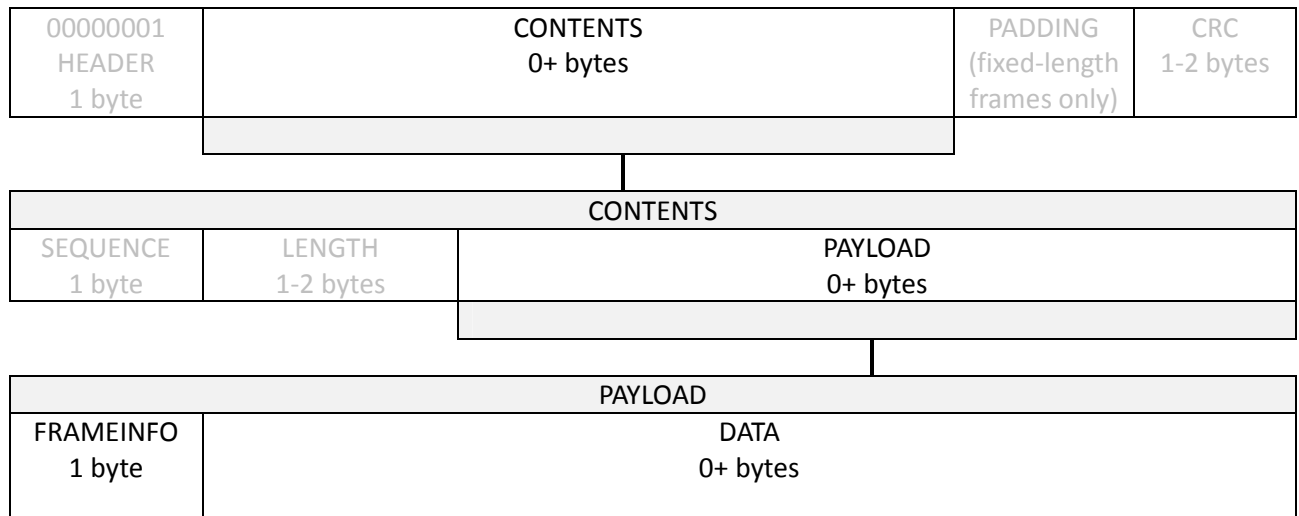 00000001
HEADER
1 byte
CONTENTS
0+ bytes
PADDING
(fixed-length
frames only)
CRC
1-2 bytes
CONTENTS
SEQUENCE
1 byte
LENGTH
1-2 bytes
PAYLOAD
0+ bytes
PAYLOAD
FRAMEINFO
1 byte
DATA
0+ bytes